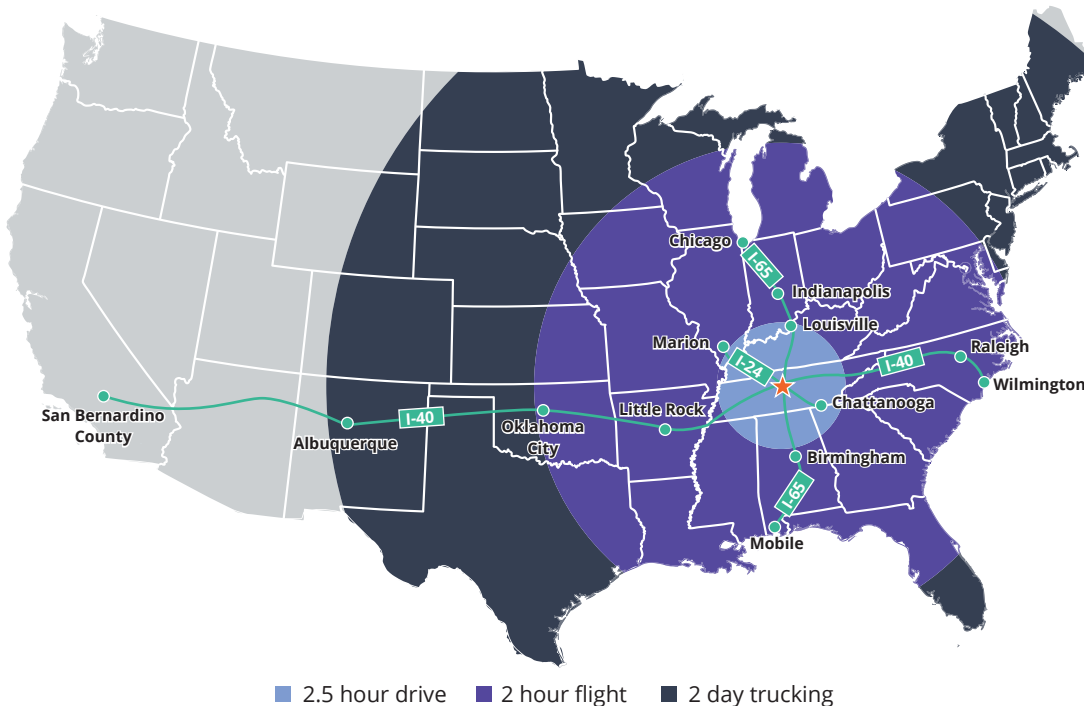 Chicago
I-65
Indianapolis
Louisville
Marion
I-24
Raleigh
I-40
Wilmington
San Bernardino
County
Albuquerque
I-40
Oklahoma
City
Little Rock
Chattanooga
Birmingham
I-65
Mobile
2.5 hour drive
2 hour flight
2 day trucking